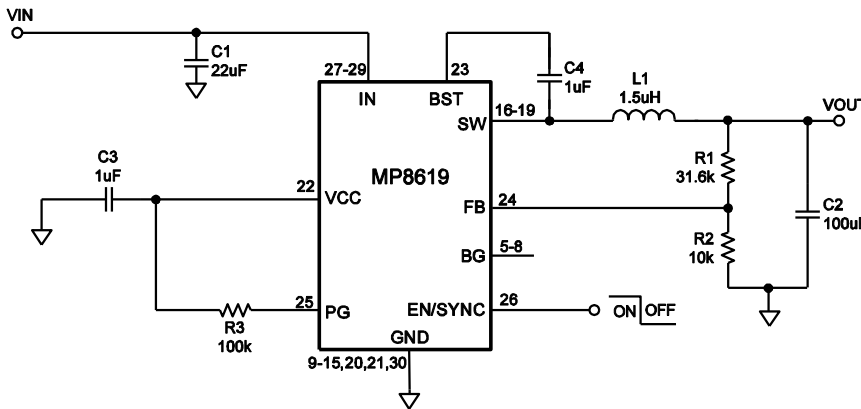 VIN
C1
22uF
27-29
23
IN
BST
C4
1uF
L1
1.5uH
VOUT
16-19
SW
R1
31.6k
C3
1uF
22
VCC
MP8619
FB
24
C2
R2
10k
BG
5-8
25
PG
R3
100k
EN/SYNC
26
ON
OFF
GND
9-15,20,21,30